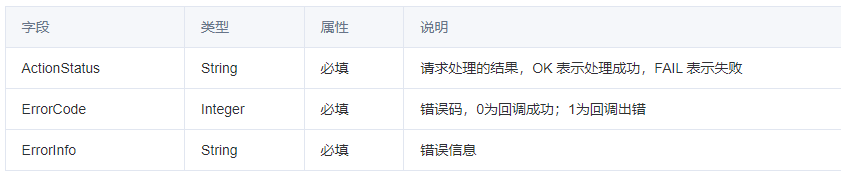 字段 类型 属性 说明
ActionStatus String 必填 请求处理的结果，OK 表示处理成功，FAIL 表示失败
ErrorCode Integer 必填 错误码，0为回调成功；1为回调出错
ErrorInfo String 必填 错误信息